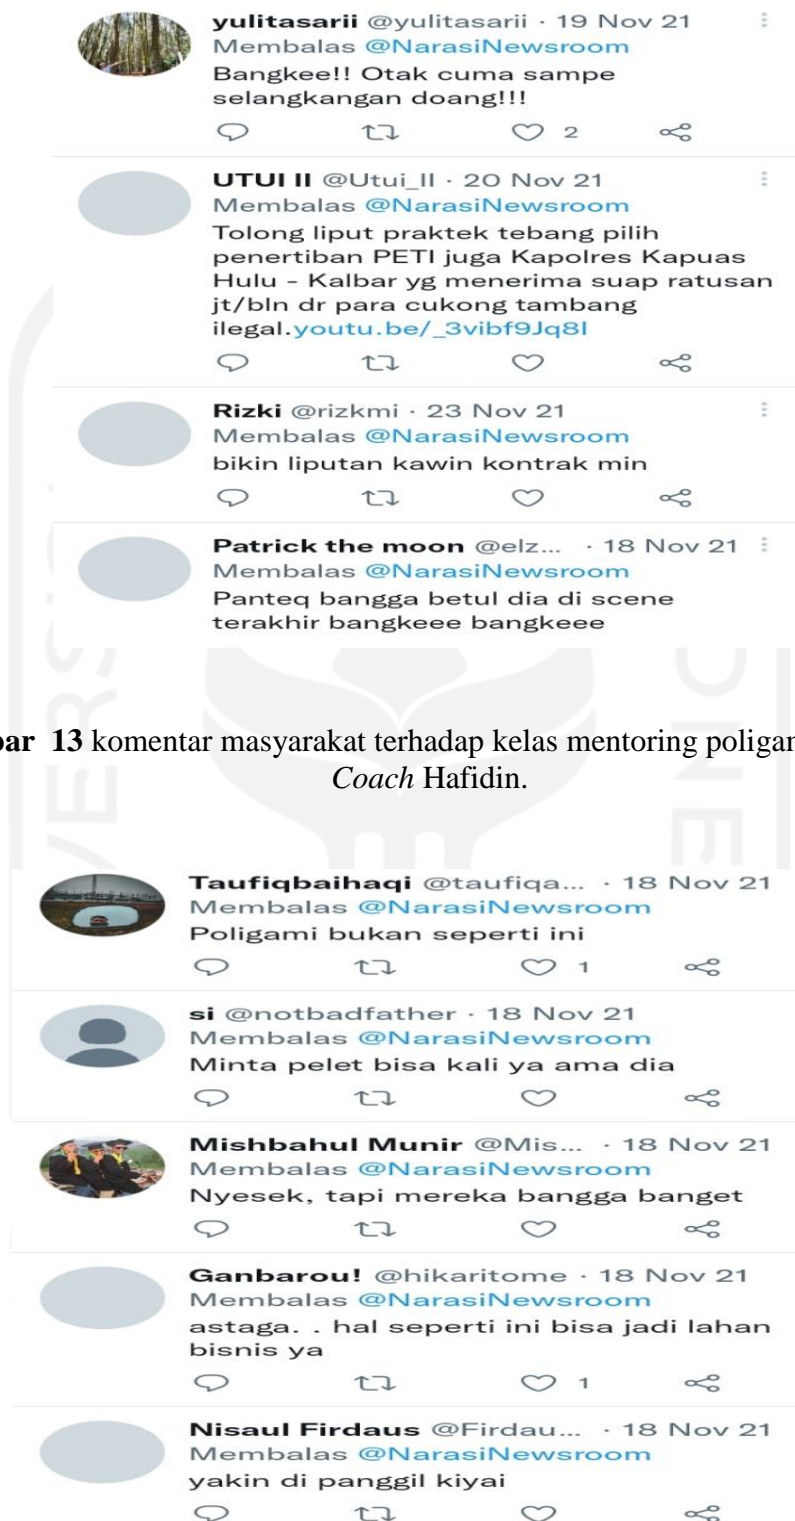 yulitasarii @yulitasarii · 19 Nov 21
Membalas @NarasiNewsroom
Bangkee!! Otak cuma sampe
selangkangan doang!!!
2
UTUI II @Utui_II · 20 Nov 21
Membalas @NarasiNewsroom
Tolong liput praktek tebang pilih
penertiban PETI juga Kapolres Kapuas
Hulu - Kalbar yg menerima suap ratusan
jt/bln dr para cukong tambang
ilegal.youtu.be/_3vibf9Jq8I
Rizki @rizkmi · 23 Nov 21
Membalas @NarasiNewsroom
bikin liputan kawin kontrak min
Patrick the moon @elz... · 18 Nov 21
Membalas @NarasiNewsroom
Panteq bangga betul dia di scene
terakhir bangkeee bangkeee
bar 13 komentar masyarakat terhadap kelas mentoring poligam
Coach Hafidin.
Taufiqbaihaqi @taufiqa... · 18 Nov 21
Membalas @NarasiNewsroom
Poligami bukan seperti ini
1
si @notbadfather · 18 Nov 21
Membalas @NarasiNewsroom
Minta pelet bisa kali ya ama dia
Mishbahul Munir @Mis... · 18 Nov 21
Membalas @NarasiNewsroom
Nyesek, tapi mereka bangga banget
Ganbarou! @hikaritome · 18 Nov 21
Membalas @NarasiNewsroom
astaga. . hal seperti ini bisa jadi lahan
bisnis ya
1
Nisaul Firdaus @Firdau... · 18 Nov 21
Membalas @NarasiNewsroom
yakin di panggil kiyai